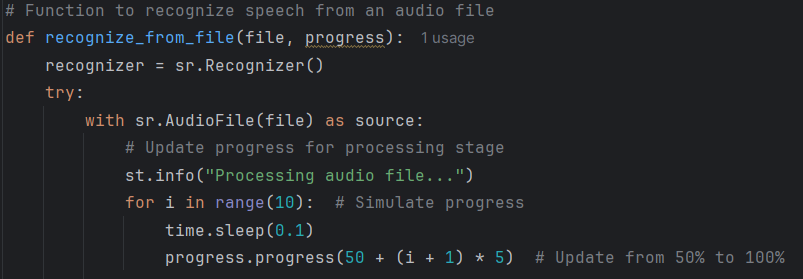 # Function to recognize speech from an audio file
def recognize_from_file(file, progress): 1 usage
    recognizer = sr.Recognizer()
    try:
        with sr.AudioFile(file) as source:
            # Update progress for processing stage
            st.info("Processing audio file...")
            for i in range(10):  # Simulate progress
                time.sleep(0.1)
                progress.progress(50 + (i + 1) * 5)  # Update from 50% to 100%